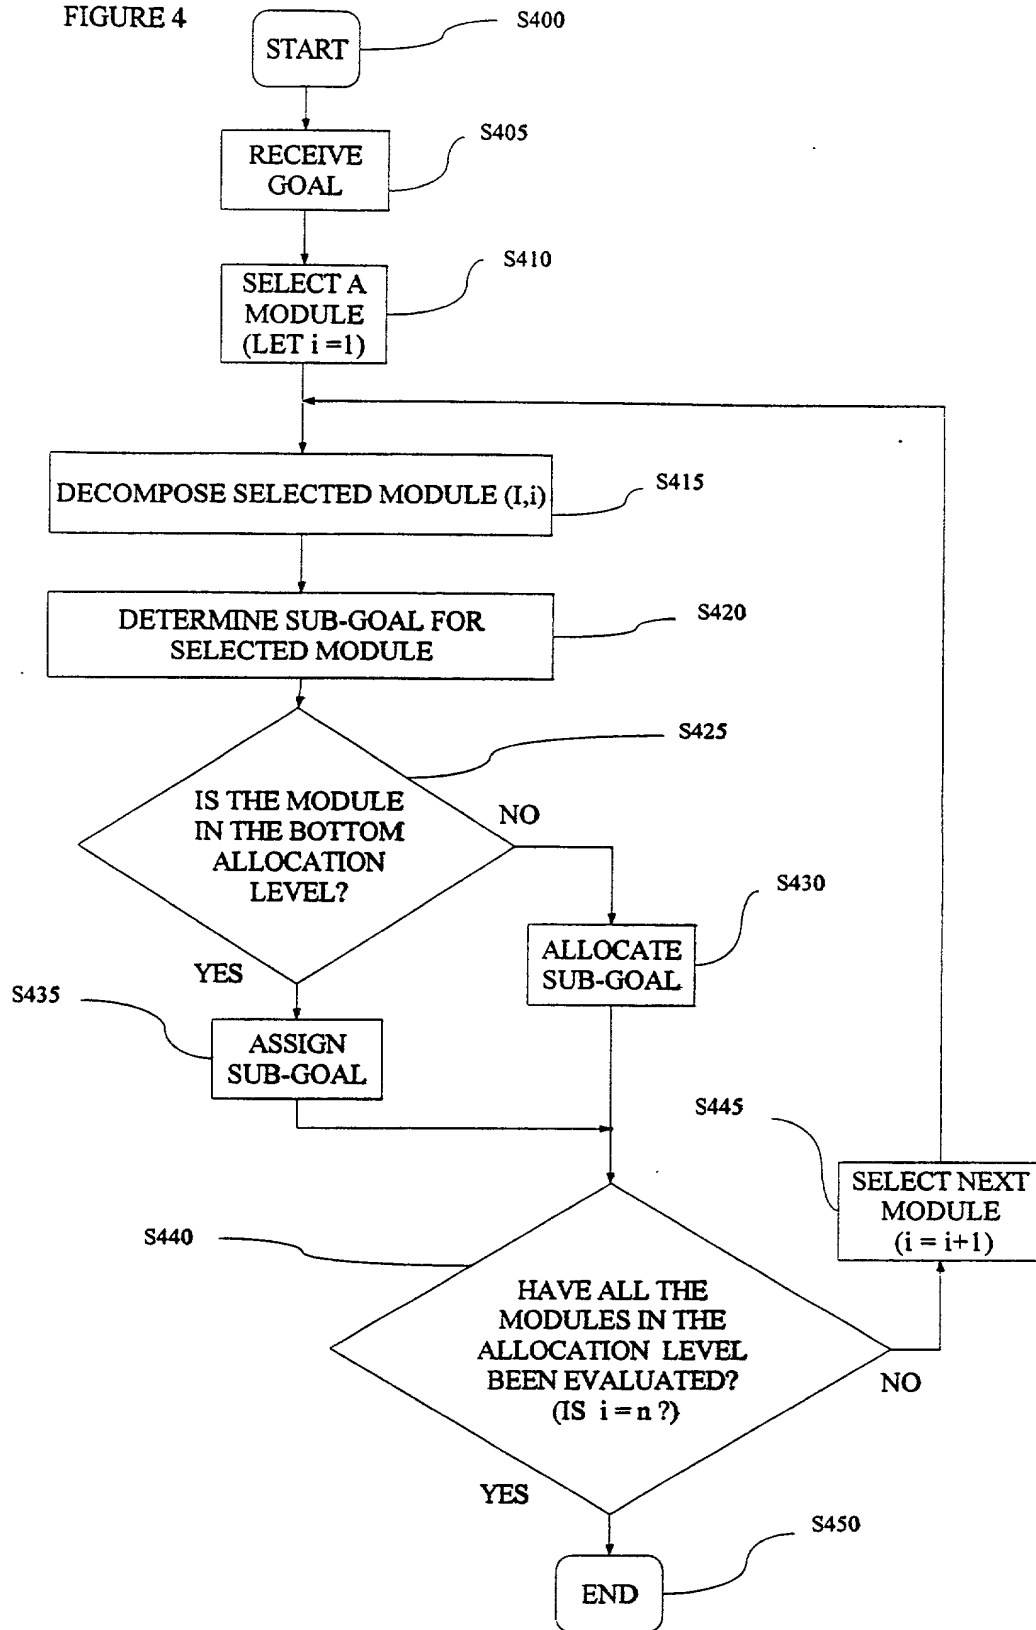 FIGURE 4
START
S400
RECEIVE
GOAL
S405
SELECT A
MODULE
(LET i =1)
S410
DECOMPOSE SELECTED MODULE (I,i)
S415
DETERMINE SUB-GOAL FOR
SELECTED MODULE
S420
S425
IS THE MODULE
IN THE BOTTOM
ALLOCATION
LEVEL?
NO
YES
S430
ALLOCATE
SUB-GOAL
S435
ASSIGN
SUB-GOAL
S445
SELECT NEXT
MODULE
(i = i+1)
S440
HAVE ALL THE
MODULES IN THE
ALLOCATION LEVEL
BEEN EVALUATED?
(IS i = n ?)
NO
YES
S450
END